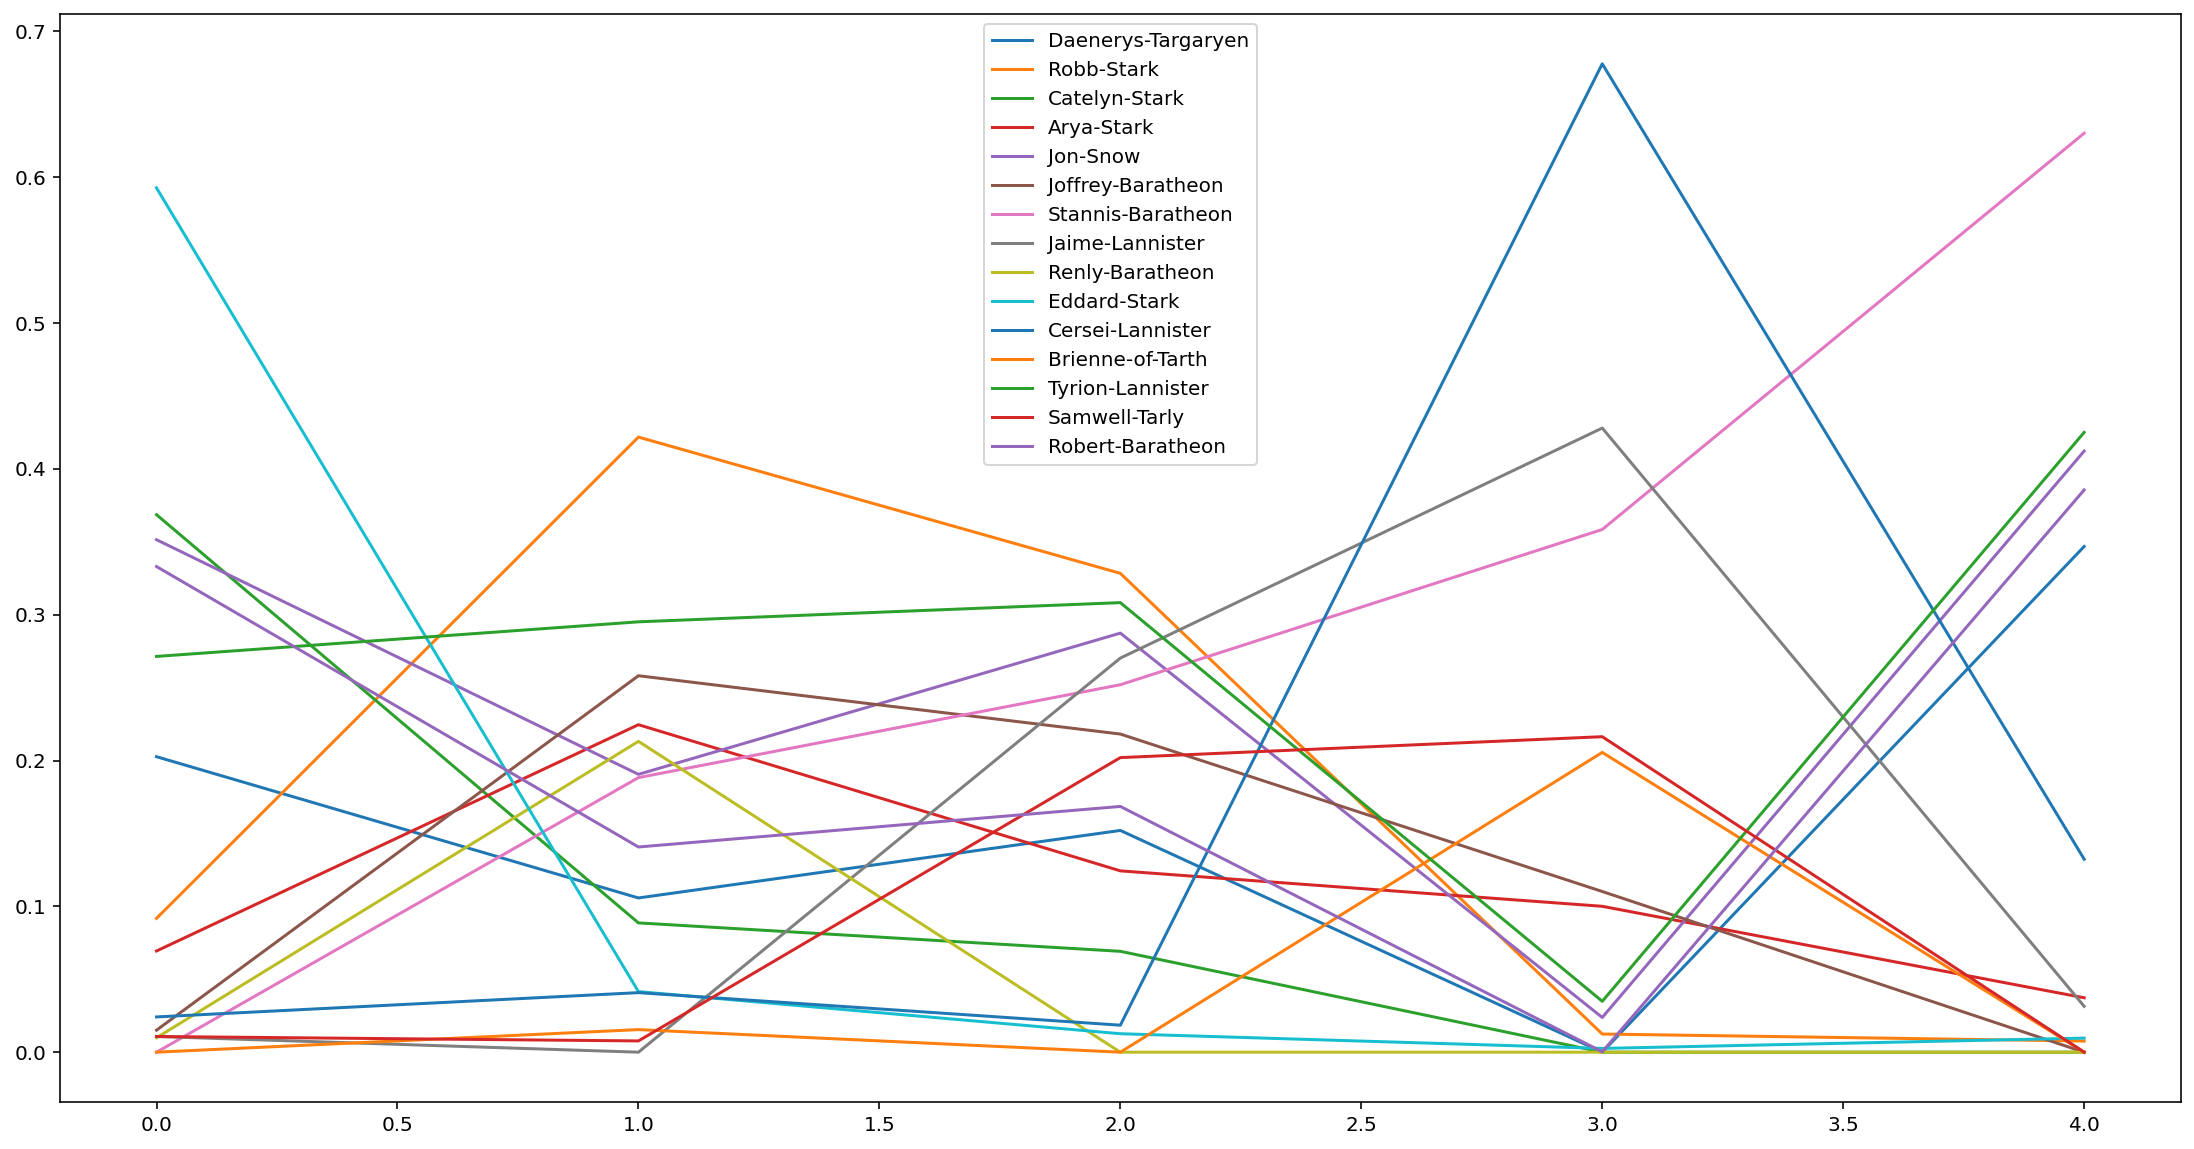 0.7
0.6
0.5
0.4
0.3
0.2
0.1
0.0
Daenerys-Targaryen
Robb-Stark
Catelyn-Stark
Arya-Stark
Jon-Snow
Joffrey-Baratheon
Stannis-Baratheon
Jaime-Lannister
Renly-Baratheon
Eddard-Stark
Cersei-Lannister
Brienne-of-Tarth
Tyrion-Lannister
Samwell-Tarly
Robert-Baratheon
0.0 0.5 1.0 1.5 2.0 2.5 3.0 3.5 4.0